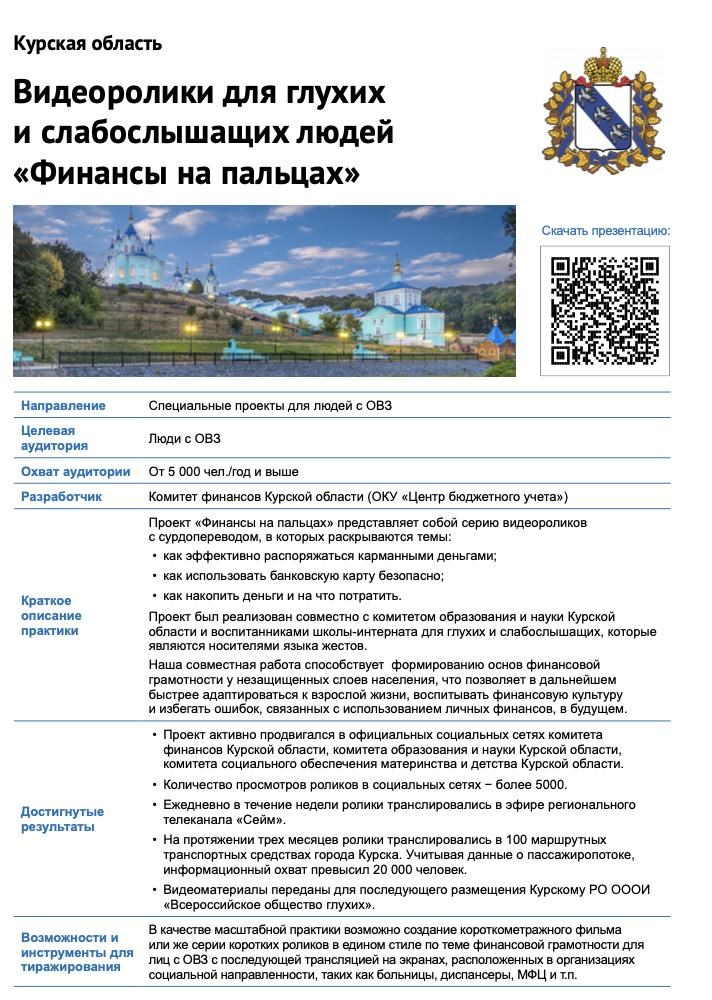 Курская область
Видеоролики для глухих
и слабослышащих людей
«Финансы на пальцах»
Скачать презентацию:
Направление Специальные проекты для людей с ОВЗ
Целевая
аудитория
Люди с ОВЗ
Охват аудитории От 5 000 чел./год и выше
Разработчик Комитет финансов Курской области (ОКУ «Центр бюджетного учета»)
Краткое
описание
практики
Проект «Финансы на пальцах» представляет собой серию видеороликов
с сурдопереводом, в которых раскрываются темы:
• как эффективно распоряжаться карманными деньгами;
• как использовать банковскую карту безопасно;
• как накопить деньги и на что потратить.
Проект был реализован совместно с комитетом образования и науки Курской
области и воспитанниками школы-интерната для глухих и слабослышащих, которые
являются носителями языка жестов.
Наша совместная работа способствует формированию основ финансовой
грамотности у незащищенных слоев населения, что позволяет в дальнейшем
быстрее адаптироваться к взрослой жизни, воспитывать финансовую культуру
и избегать ошибок, связанных с использованием личных финансов, в будущем.
Достигнутые
результаты
• Проект активно продвигался в официальных социальных сетях комитета
финансов Курской области, комитета образования и науки Курской области,
комитета социального обеспечения материнства и детства Курской области.
• Количество просмотров роликов в социальных сетях − более 5000.
• Ежедневно в течение недели ролики транслировались в эфире регионального
телеканала «Сейм».
• На протяжении трех месяцев ролики транслировались в 100 маршрутных
транспортных средствах города Курска. Учитывая данные о пассажиропотоке,
информационный охват превысил 20 000 человек.
• Видеоматериалы переданы для последующего размещения Курскому РО ОООИ
«Всероссийское общество глухих».
Возможности и
инструменты для
тиражирования
В качестве масштабной практики возможно создание короткометражного фильма
или же серии коротких роликов в едином стиле по теме финансовой грамотности для
лиц с ОВЗ с последующей трансляцией на экранах, расположенных в организациях
социальной направленности, таких как больницы, диспансеры, МФЦ и т.п.